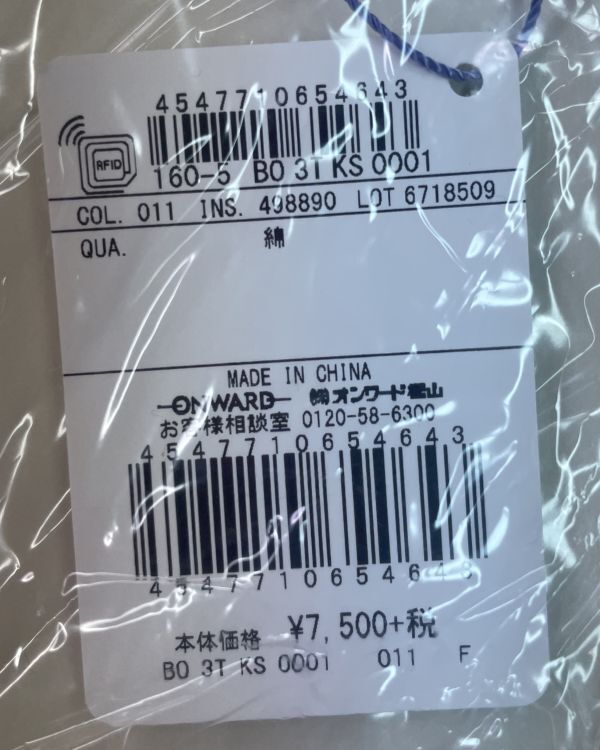 4547710654643
RFID
160-5 BO 3T KS 0001
COL. 011 INS. 498890 LOT 6718509
QUA. 綿
MADE IN CHINA
ONWARD ㈱オンワード樫山
お客様相談室 0120-58-6300
4547710654643
4547710654643
本体価格 ¥7,500+税
BO 3T KS 0001 011 F